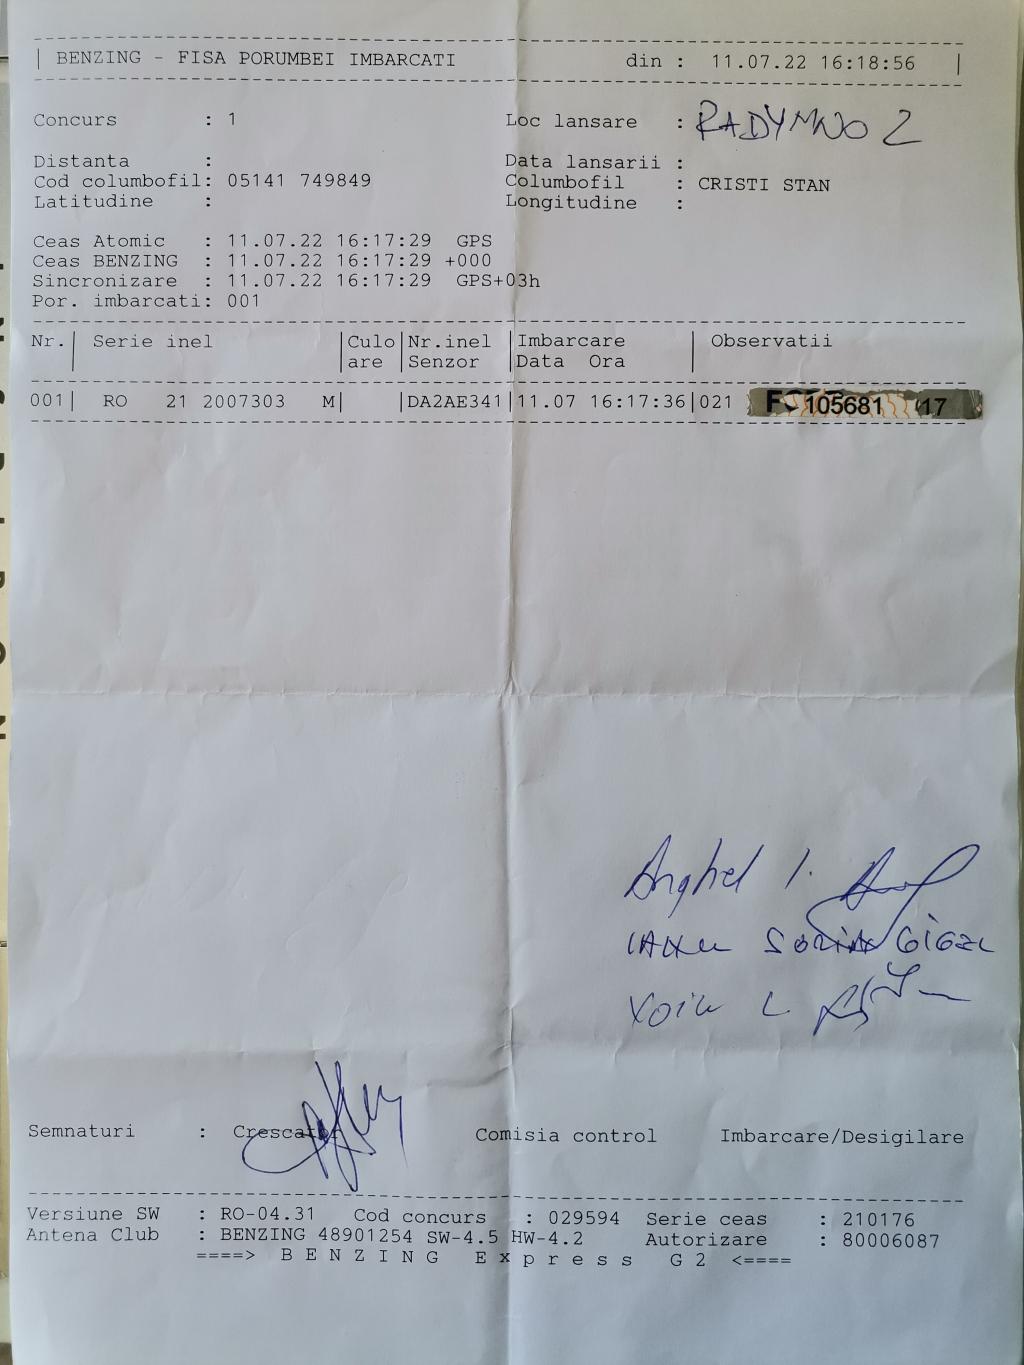 | BENZING - FISA PORUMBEI IMBARCATI din : 11.07.22 16:18:56 |
Concurs : 1 Loc lansare : RADYMNO 2
Distanta : Data lansarii :
Cod columbofil: 05141 749849 Columbofil : CRISTI STAN
Latitudine : Longitudine :
Ceas Atomic : 11.07.22 16:17:29 GPS
Ceas BENZING : 11.07.22 16:17:29 +000
Sincronizare : 11.07.22 16:17:29 GPS+03h
Por. imbarcati: 001
Nr.| Serie inel |Culo |Nr.inel |Imbarcare | Observatii
| |are |Senzor |Data Ora |
001| RO 21 2007303 M| |DA2AE341|11.07 16:17:36|021 105681 17
Anghel I.
Sorin
Semnaturi : Crescator Comisia control Imbarcare/Desigilare
Versiune SW : RO-04.31 Cod concurs : 029594 Serie ceas : 210176
Antena Club : BENZING 48901254 SW-4.5 HW-4.2 Autorizare : 80006087
====> B E N Z I N G E x p r e s s G 2 <====